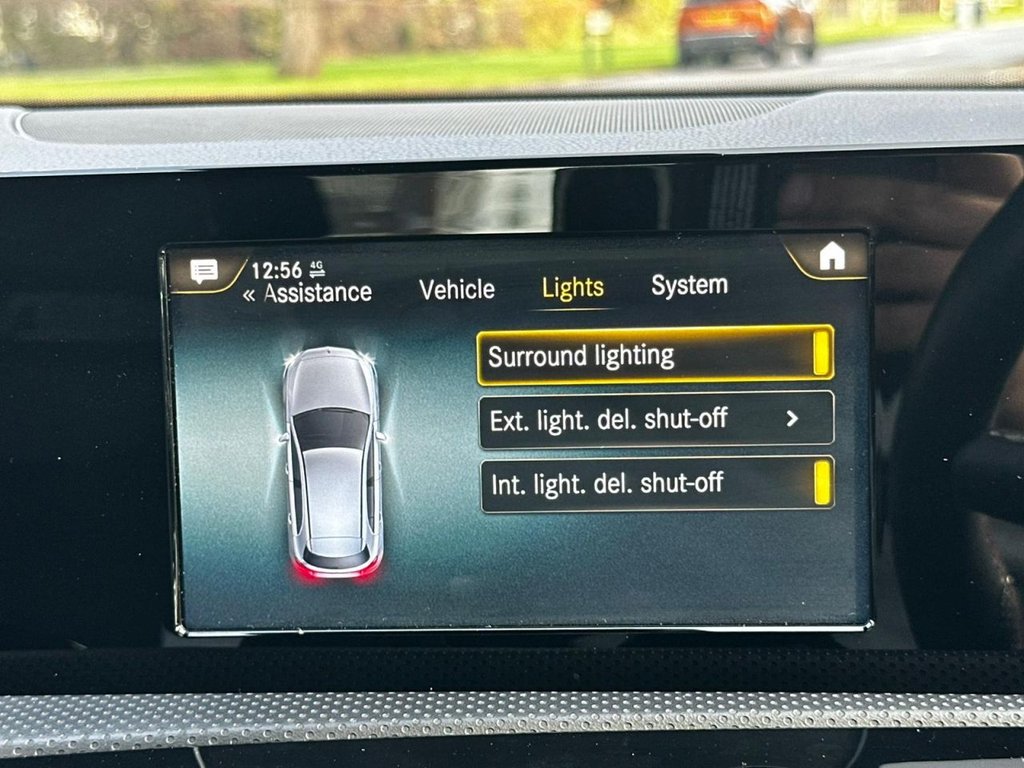 12:56 4G
« Assistance Vehicle Lights System
Surround lighting
Ext. light. del. shut-off
Int. light. del. shut-off